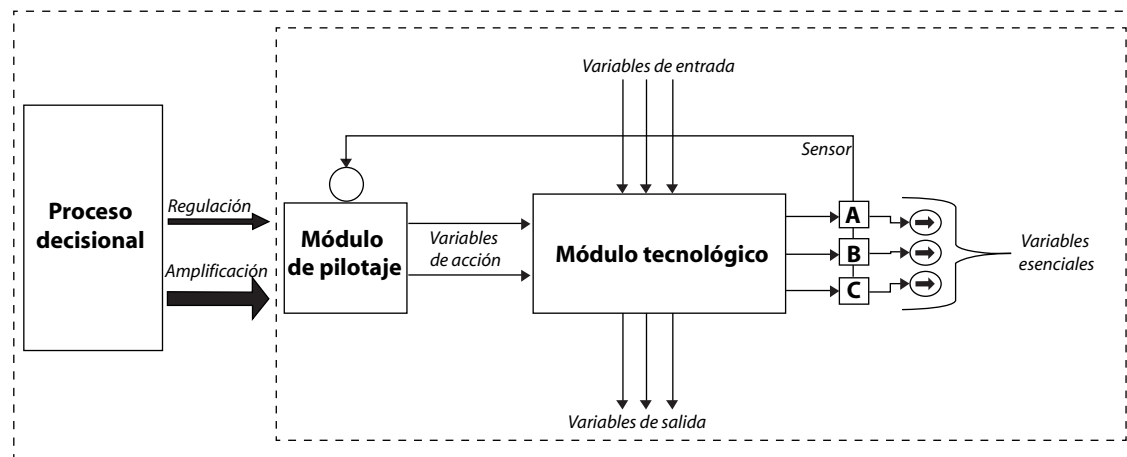 Variables de entrada
Sensor
Proceso
decisional
Regulación
Amplificación
Módulo
de pilotaje
Variables
de acción
Módulo tecnológico
A
B
C
Variables
esenciales
Variables de salida